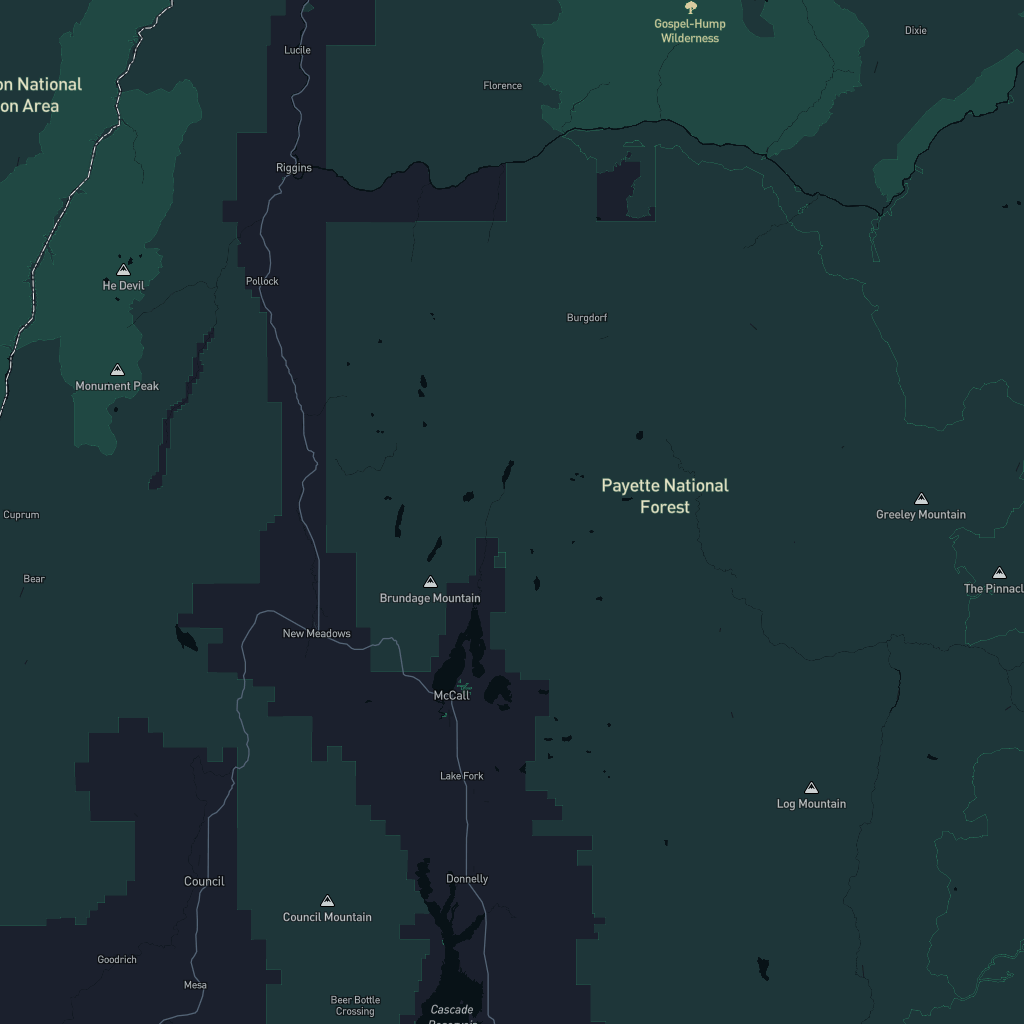 Gospel-Hump
Wilderness
Dixie
Lucile
on National
on Area
Florence
Riggins
He Devil
Pollock
Burgdorf
Monument Peak
Payette National
Forest
Cuprum
Greeley Mountain
Bear
The Pinnacl
Brundage Mountain
New Meadows
McCall
Lake Fork
Log Mountain
Council
Donnelly
Council Mountain
Goodrich
Mesa
Beer Bottle
Crossing
Cascade
Reservoir